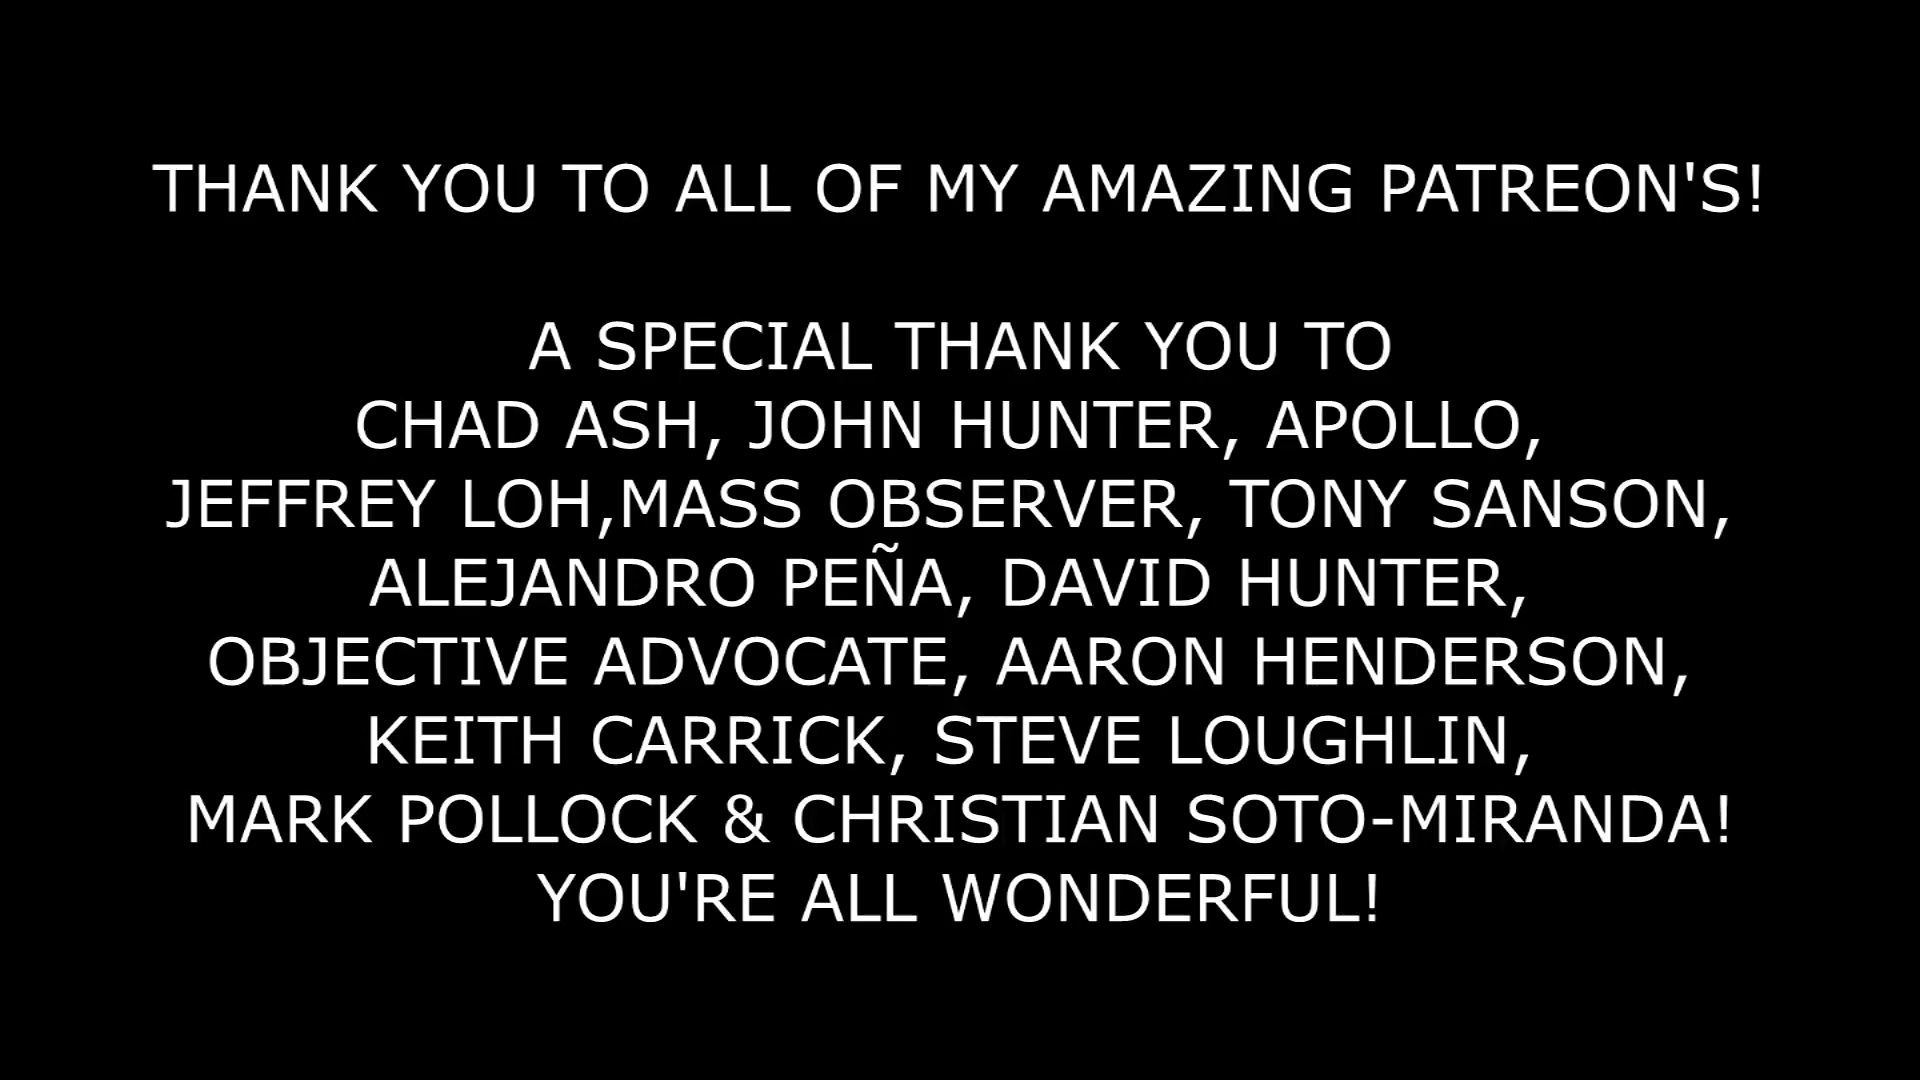 THANK YOU TO ALL OF MY AMAZING PATREON'S!
A SPECIAL THANK YOU TO
CHAD ASH, JOHN HUNTER, APOLLO,
JEFFREY LOH,MASS OBSERVER, TONY SANSON,
ALEJANDRO PEÑA, DAVID HUNTER,
OBJECTIVE ADVOCATE, AARON HENDERSON,
KEITH CARRICK, STEVE LOUGHLIN,
MARK POLLOCK & CHRISTIAN SOTO-MIRANDA!
YOU'RE ALL WONDERFUL!